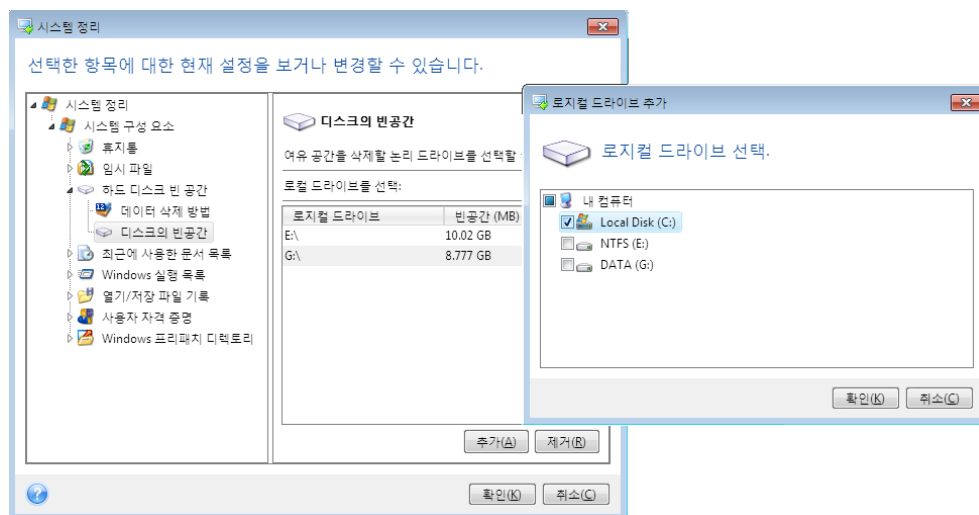 시스템 정리
선택한 항목에 대한 현재 설정을 보거나 변경할 수 있습니다.
시스템 정리
시스템 구성 요소
휴지통
임시 파일
하드 디스크 빈 공간
데이터 삭제 방법
디스크의 빈공간
최근에 사용한 문서 목록
Windows 실행 목록
열기/저장 파일 기록
사용자 자격 증명
Windows 프리패치 디렉토리
디스크의 빈공간
여유 공간을 삭제할 논리 드라이브를 선택할
로컬 드라이브를 선택:
로지컬 드라이브 빈공간 (MB)
E:\ 10.02 GB
G:\ 8.777 GB
추가(A) 제거(R)
확인(K) 취소(C)
로지컬 드라이브 추가
로지컬 드라이브 선택.
내 컴퓨터
Local Disk (C:)
NTFS (E:)
DATA (G:)
확인(K) 취소(C)